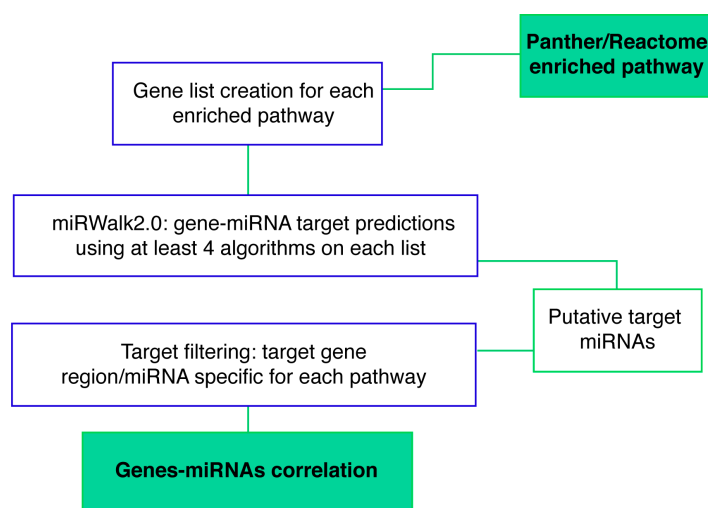 Panther/Reactome
enriched pathway
Gene list creation for each
enriched pathway
miRWalk2.0: gene-miRNA target predictions
using at least 4 algorithms on each list
Putative target
miRNAs
Target filtering: target gene
region/miRNA specific for each pathway
Genes-miRNAs correlation